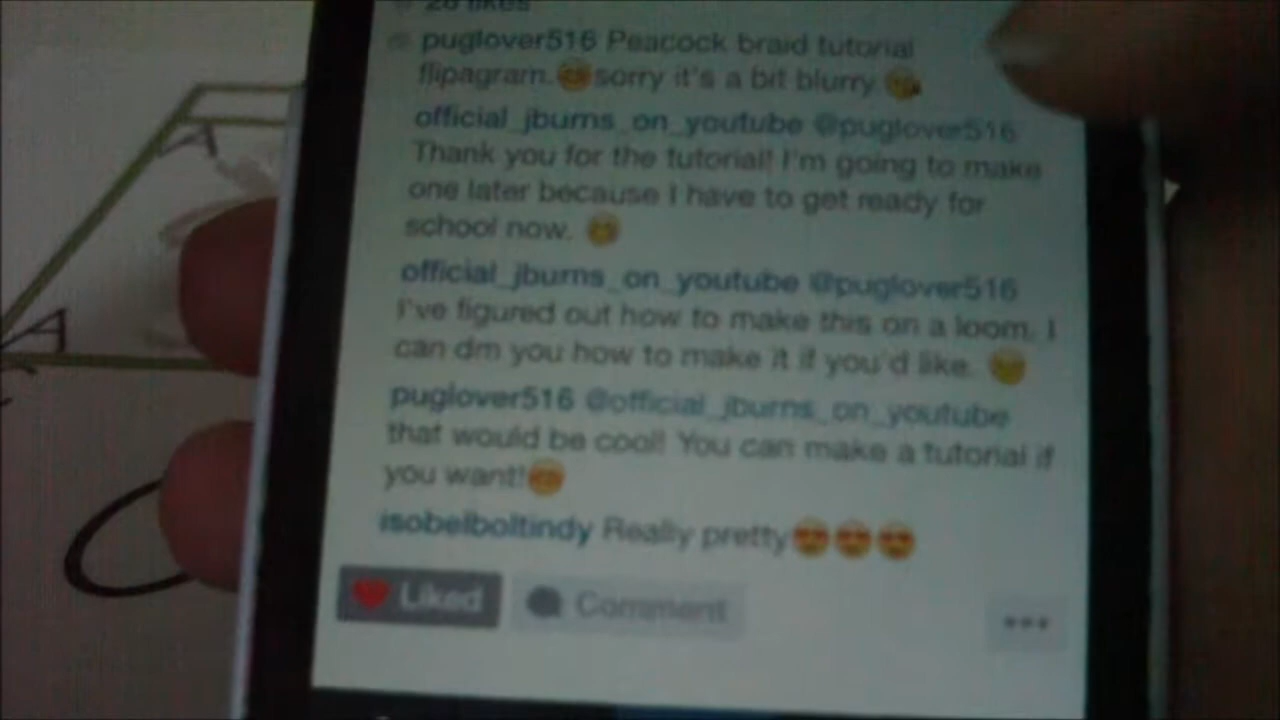 28 likes
puglover516 Peacock braid tutorial
flipagram.😊sorry it's a bit blurry.😅
official_jburns_on_youtube @puglover516
Thank you for the tutorial! I'm going to make
one later because I have to get ready for
school now. 😊
official_jburns_on_youtube @puglover516
I've figured out how to make this on a loom. I
can dm you how to make it if you'd like. 😊
puglover516 @official_jburns_on_youtube
that would be cool! You can make a tutorial if
you want!😊
isobelboltindy Really pretty😍😍😍
Liked Comment •••